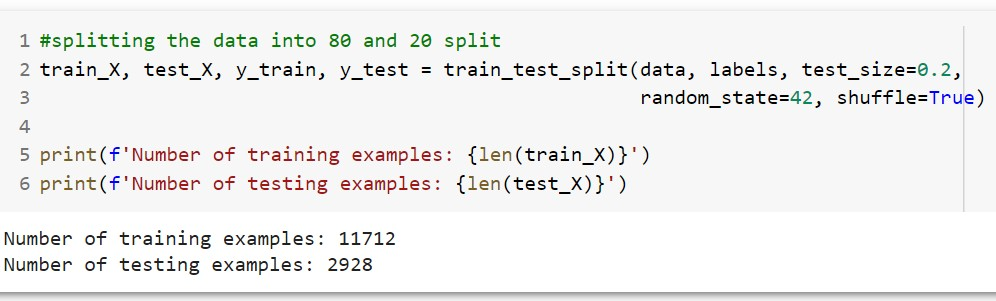 1 #splitting the data into 80 and 20 split
2 train_X, test_X, y_train, y_test = train_test_split(data, labels, test_size=0.2,
3                                                     random_state=42, shuffle=True)
4
5 print(f'Number of training examples: {len(train_X)}')
6 print(f'Number of testing examples: {len(test_X)}')
Number of training examples: 11712
Number of testing examples: 2928